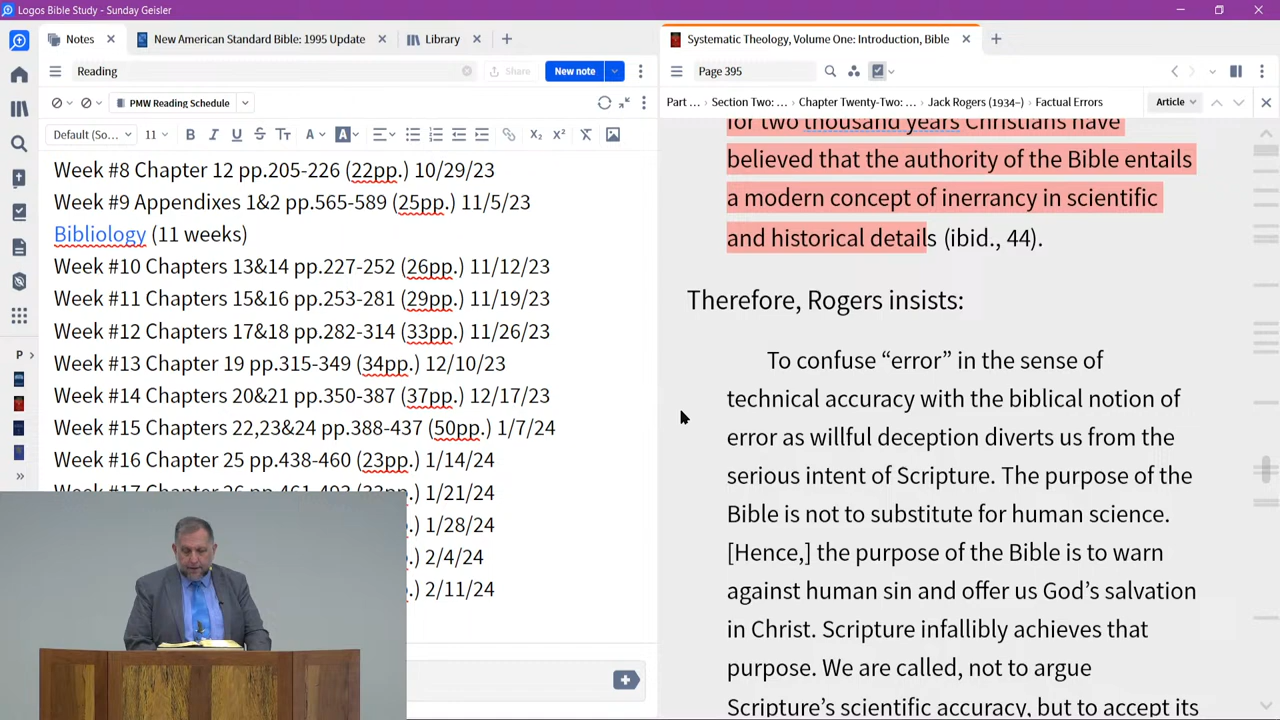 Logos Bible Study - Sunday Geisler
Notes
New American Standard Bible: 1995 Update
Library
Systematic Theology, Volume One: Introduction, Bible
Reading
Share
New note
Page 395
PMW Reading Schedule
Part ... > Section Two: ... > Chapter Twenty-Two: ... > Jack Rogers (1934–) > Factual Errors
Article
Default (So...
11
B I U S Tт A A
X₂ X²
Week #8 Chapter 12 pp.205-226 (22pp.) 10/29/23
Week #9 Appendixes 1&2 pp.565-589 (25pp.) 11/5/23
Bibliology (11 weeks)
Week #10 Chapters 13&14 pp.227-252 (26pp.) 11/12/23
Week #11 Chapters 15&16 pp.253-281 (29pp.) 11/19/23
Week #12 Chapters 17&18 pp.282-314 (33pp.) 11/26/23
Week #13 Chapter 19 pp.315-349 (34pp.) 12/10/23
Week #14 Chapters 20&21 pp.350-387 (37pp.) 12/17/23
Week #15 Chapters 22,23&24 pp.388-437 (50pp.) 1/7/24
Week #16 Chapter 25 pp.438-460 (23pp.) 1/14/24
Week #17 Chapter 26 pp.461-492 1/21/24
.) 1/28/24
.) 2/4/24
.) 2/11/24
P
for two thousand years Christians have
believed that the authority of the Bible entails
a modern concept of inerrancy in scientific
and historical details (ibid., 44).
Therefore, Rogers insists:
To confuse “error” in the sense of
technical accuracy with the biblical notion of
error as willful deception diverts us from the
serious intent of Scripture. The purpose of the
Bible is not to substitute for human science.
[Hence,] the purpose of the Bible is to warn
against human sin and offer us God’s salvation
in Christ. Scripture infallibly achieves that
purpose. We are called, not to argue
Scripture’s scientific accuracy, but to accept its